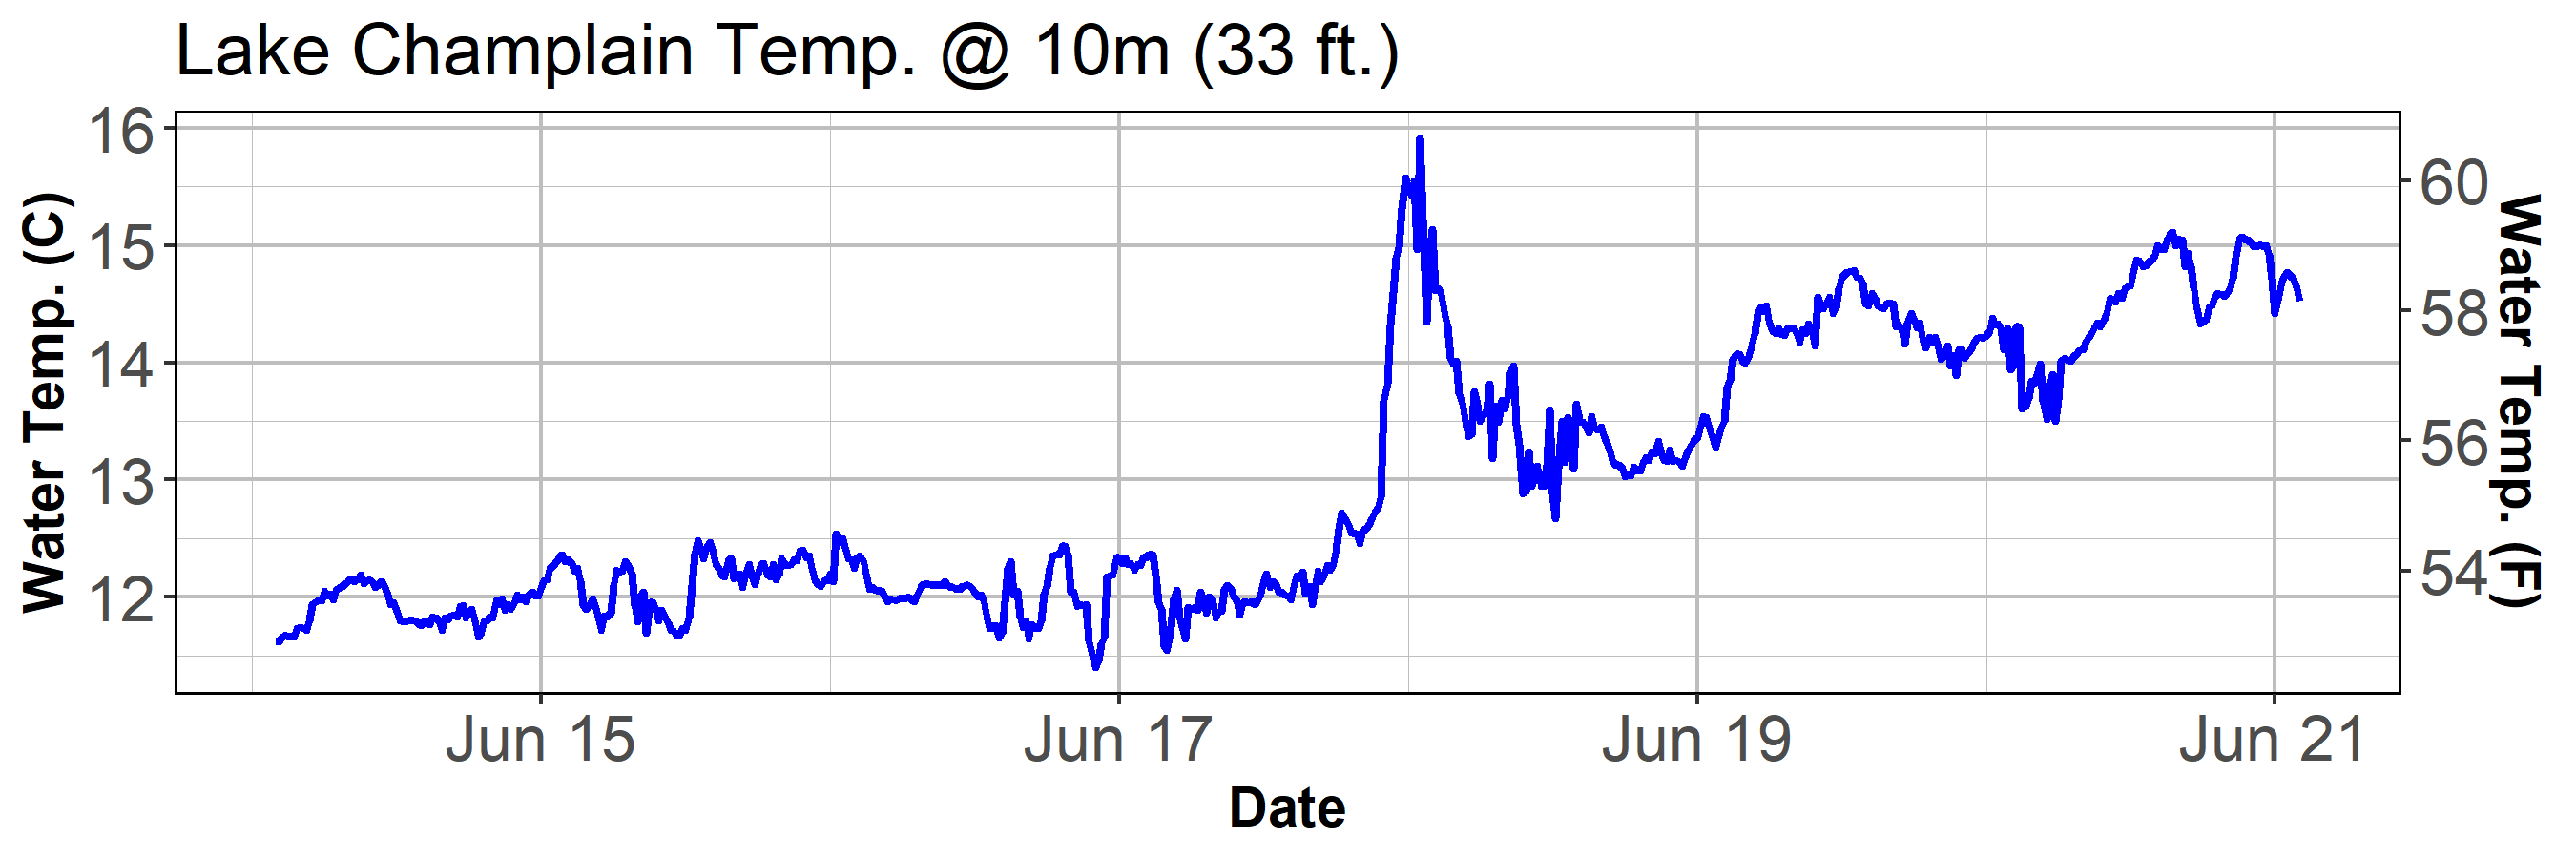 Lake Champlain Temp. @ 10m (33 ft.)
Water Temp. (C)
16
15
14
13
12
60
58
56
54
Water Temp. (F)
Jun 15
Jun 17
Jun 19
Jun 21
Date